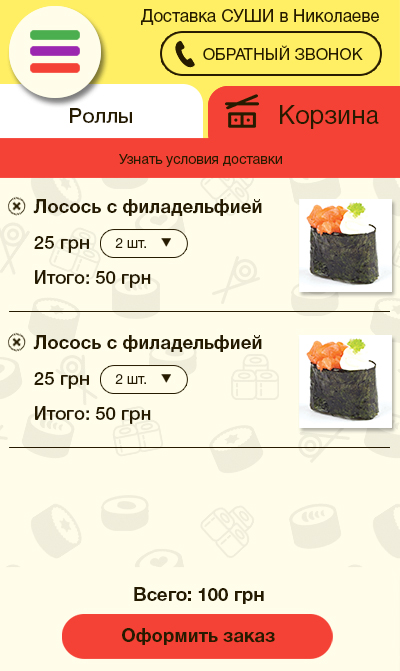 Доставка СУШИ в Николаеве
ОБРАТНЫЙ ЗВОНОК
Роллы
Корзина
Узнать условия доставки
Лосось с филадельфией
25 грн 2 шт.
Итого: 50 грн
Лосось с филадельфией
25 грн 2 шт.
Итого: 50 грн
Всего: 100 грн
Оформить заказ